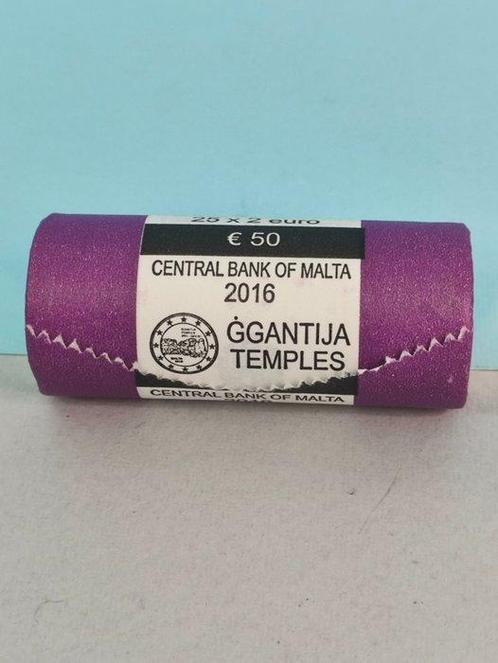 25 x 2 euro
€ 50
CENTRAL BANK OF MALTA
2016
ĠGANTIJA
TEMPLES
CENTRAL BANK OF MALTA